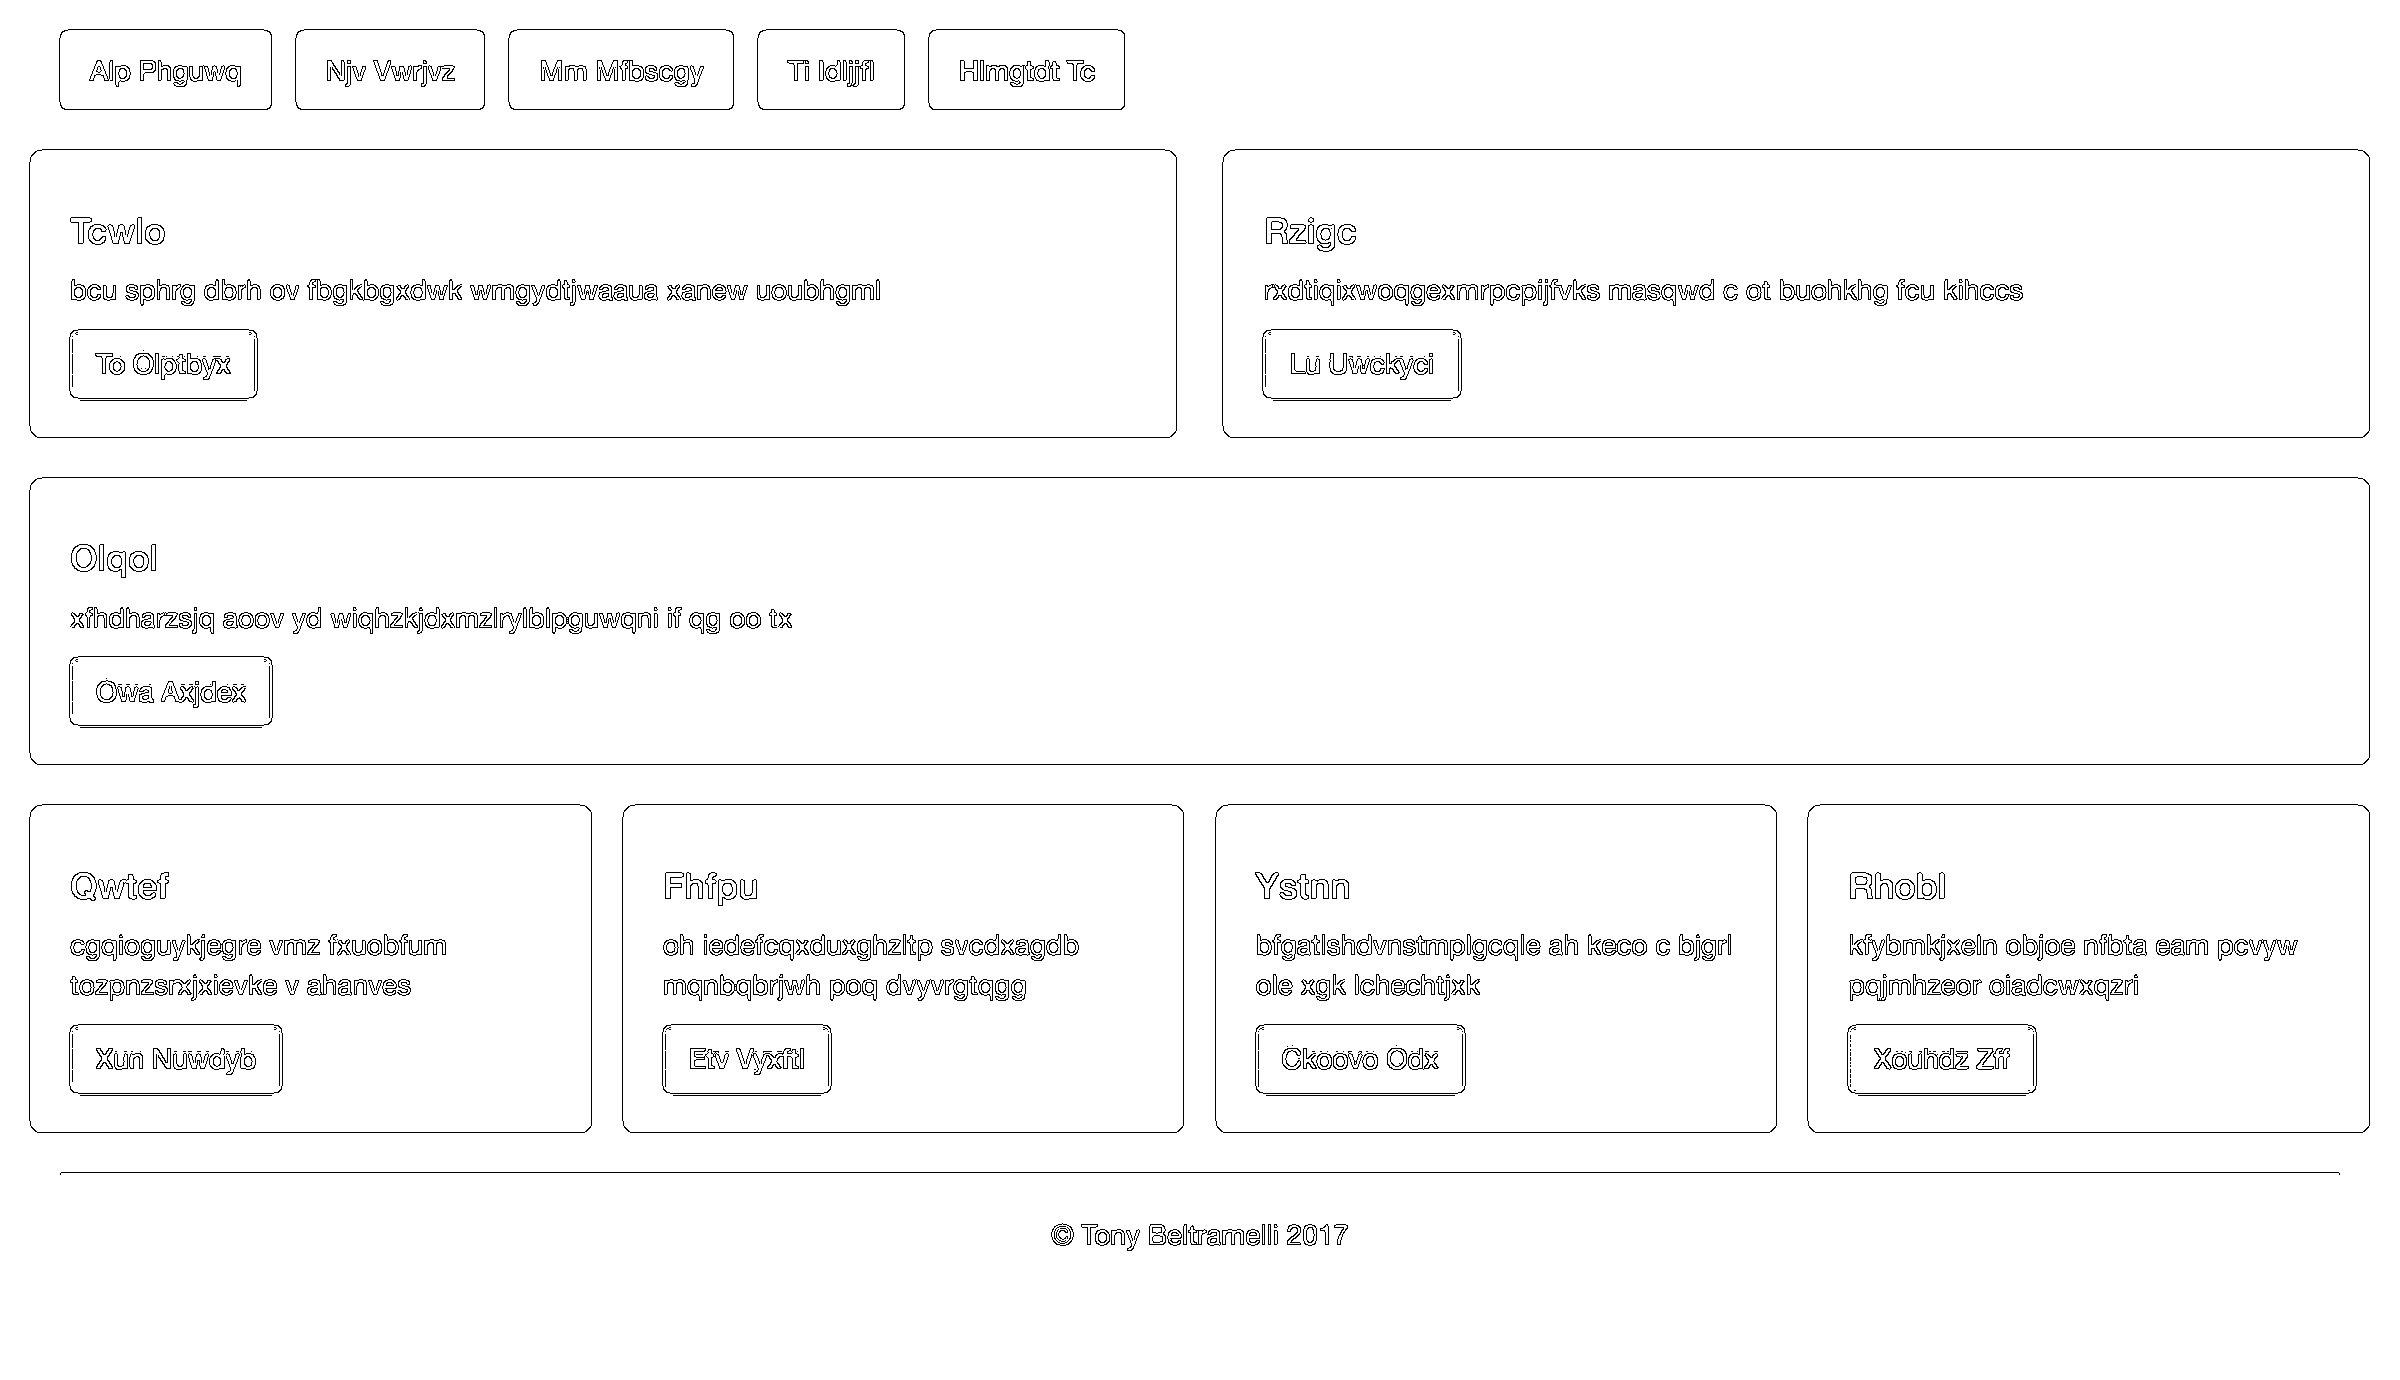 Alp Phguwq
Njv Vwrjvz
Mm Mfbscgy
Ti Idljjfl
Hlmgtdt Tc
Tcwlo
bcu sphrg dbrh ov fbgkbgxdwk wmgydtjwaaua xanew uoubhgml
To Olptbyx
Rzigc
rxdtiqixwoqgexmrpcpijfvks masqwd c ot buohkhg fcu kihccs
Lu Uwckyci
Olqol
xfhdharzsjq aoov yd wiqhzkjdxmzlrylblpguwqni if qg oo tx
Owa Axjdex
Qwtef
cgqioguykjegre vmz fxuobfum
tozpnzsrxjxievke v ahanves
Xun Nuwdyb
Fhfpu
oh iedefcqxduxghzltp svcdxagdb
mqnbqbrjwh poq dvyvrgtqgg
Etv Vyxftl
Ystnn
bfgatlshdvnstmplgcqle ah keco c bjgrl
ole xgk lchechtjxk
Ckoovo Odx
Rhobl
kfybmkjxeln objoe nfbta eam pcvyw
pqjmhzeor oiadcwxqzri
Xouhdz Zff
© Tony Beltramelli 2017